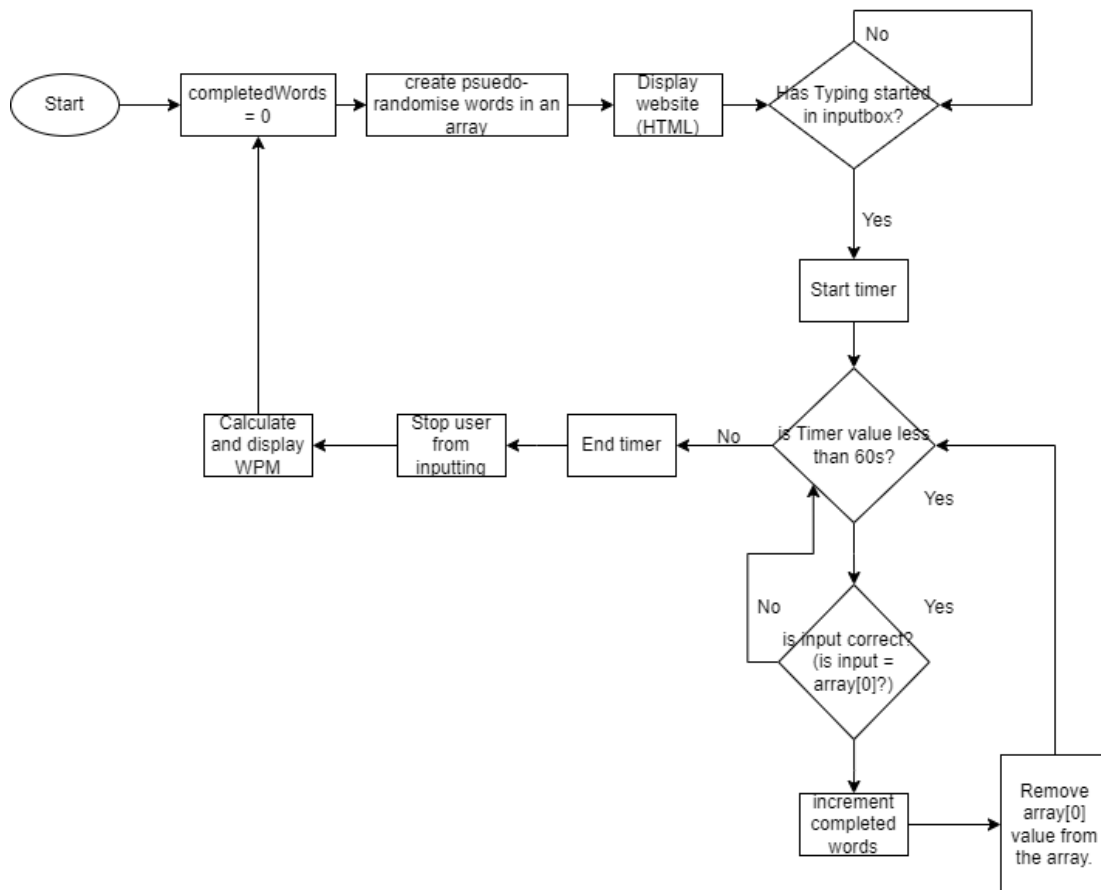 Start
completedWords
= 0
create psuedo-
randomise words in an
array
Display
website
(HTML)
No
Has Typing started
in inputbox?
Yes
Start timer
is Timer value less
than 60s?
No
End timer
Stop user
from
inputting
Calculate
and display
WPM
Yes
No
Yes
is input correct?
(is input =
array[0]?)
increment
completed
words
Remove
array[0]
value from
the array.